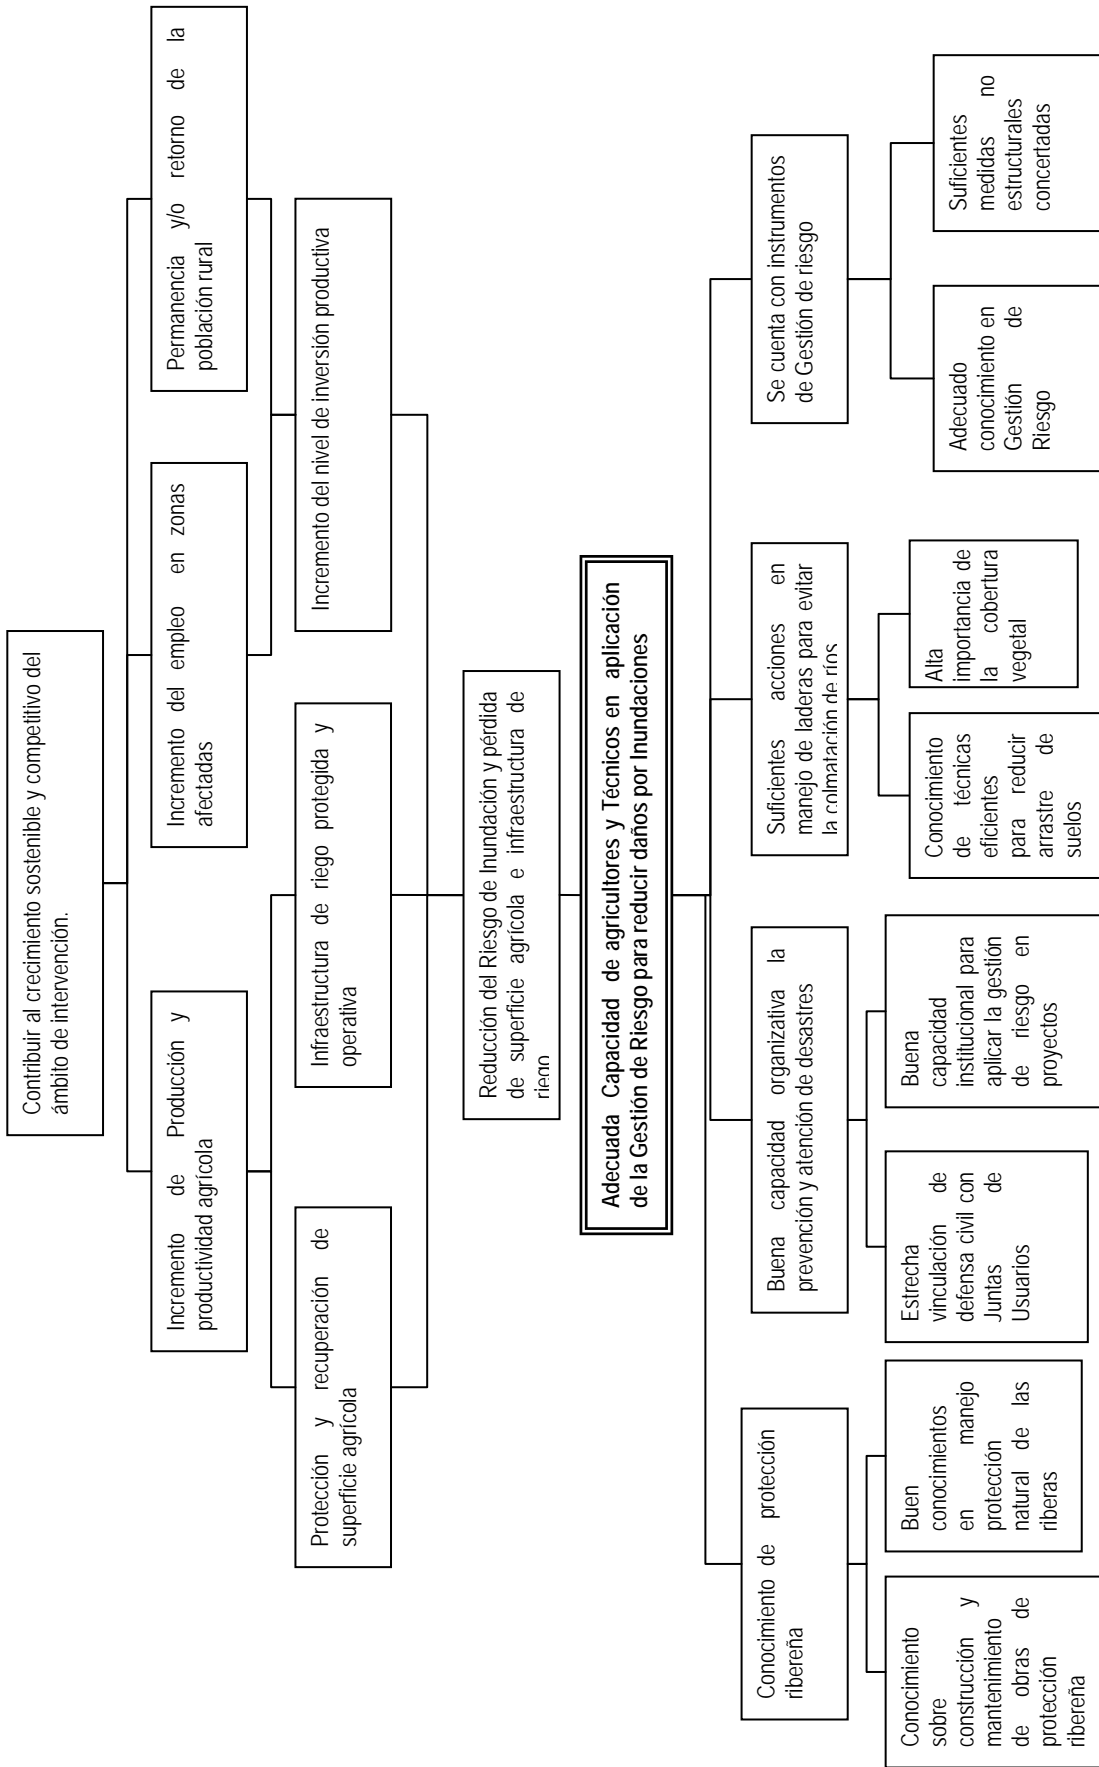 Contribuir al crecimiento sostenible y competitivo del
ámbito de intervención.
Incremento de Producción y
productividad agrícola
Incremento del empleo en zonas
afectadas
Permanencia y/o retorno de la
población rural
Protección y recuperación de
superficie agrícola
Infraestructura de riego protegida y
operativa
Incremento del nivel de inversión productiva
Reducción del Riesgo de Inundación y pérdida
de superficie agrícola e infraestructura de
riego
Adecuada Capacidad de agricultores y Técnicos en aplicación
de la Gestión de Riesgo para reducir daños por Inundaciones
Conocimiento de protección
ribereña
Buena capacidad organizativa la
prevención y atención de desastres
Suficientes acciones en
manejo de laderas para evitar
la colmatación de ríos
Se cuenta con instrumentos
de Gestión de riesgo
Conocimiento
sobre
construcción y
mantenimiento
de obras de
protección
ribereña
Buen
conocimientos
en manejo
protección
natural de las
riberas
Estrecha
vinculación de
defensa civil con
Juntas de
Usuarios
Buena
capacidad
institucional para
aplicar la gestión
de riesgo en
proyectos
Conocimiento
de técnicas
eficientes
para reducir
arrastre de
suelos
Alta
importancia de
la cobertura
vegetal
Adecuado
conocimiento en
Gestión de
Riesgo
Suficientes
medidas no
estructurales
concertadas